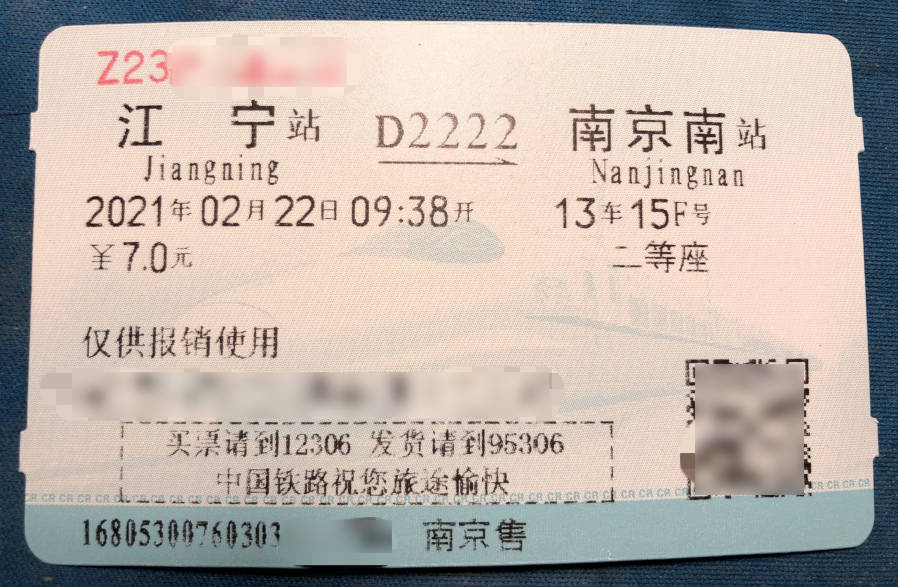 Z23
江宁站 D2222 南京南站
Jiangning Nanjingnan
2021年02月22日09:38开 13车15F号
￥7.0元 二等座
仅供报销使用
买票请到12306 发货请到95306
中国铁路祝您旅途愉快
CR CR CR CR CR CR CR CR CR CR CR CR CR CR CR CR CR CR CR CR CR CR CR CR
16805300760303 南京售